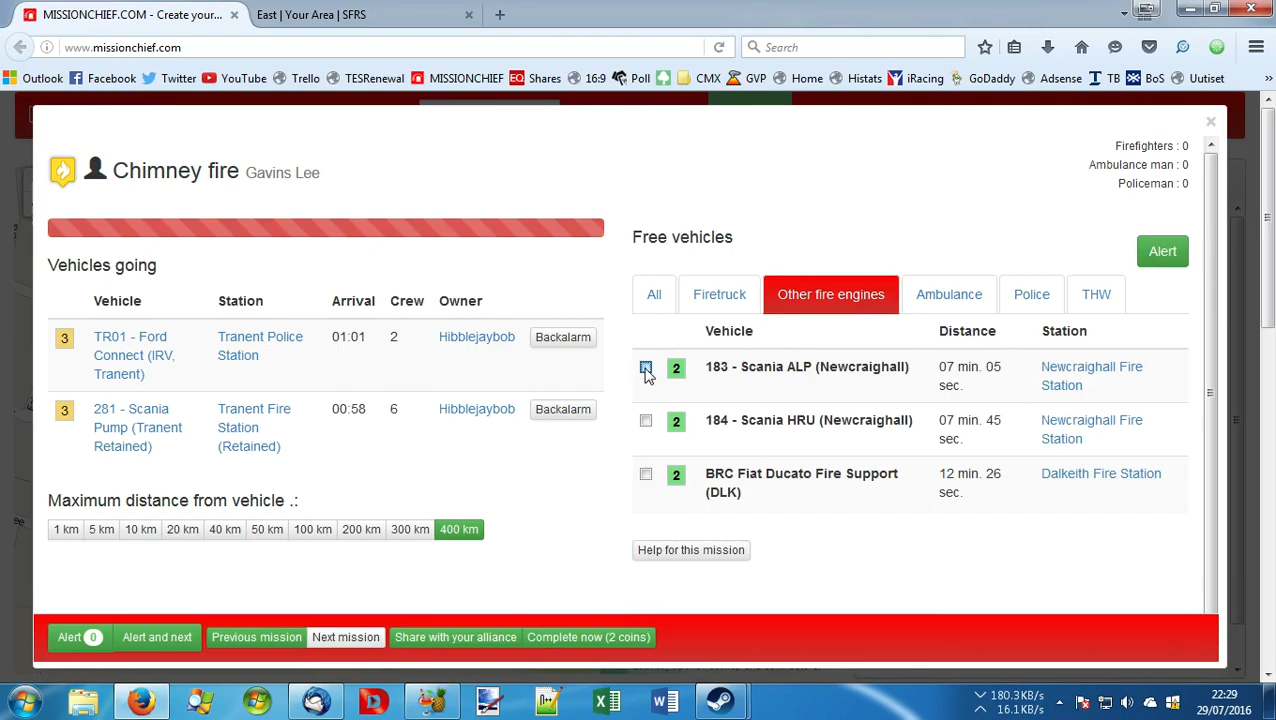 MISSIONCHIEF.COM - Create your...
East | Your Area | SFRS
www.missionchief.com
Search
Outlook Facebook Twitter YouTube Trello TESRenewal MISSIONCHIEF EQ Shares 16:9 Poll CMX GVP Home Histats iRacing GoDaddy Adsense T TB BoS Uutiset »
Chimney fire Gavins Lee
Firefighters : 0
Ambulance man : 0
Policeman : 0
Vehicles going
Vehicle Station Arrival Crew Owner
3 TR01 - Ford Connect (IRV, Tranent) Tranent Police Station 01:01 2 Hibblejaybob Backalarm
3 281 - Scania Pump (Tranent Retained) Tranent Fire Station (Retained) 00:58 6 Hibblejaybob Backalarm
Maximum distance from vehicle .:
1 km 5 km 10 km 20 km 40 km 50 km 100 km 200 km 300 km 400 km
Free vehicles
Alert
All Firetruck Other fire engines Ambulance Police THW
Vehicle Distance Station
2 183 - Scania ALP (Newcraighall) 07 min. 05 sec. Newcraighall Fire Station
2 184 - Scania HRU (Newcraighall) 07 min. 45 sec. Newcraighall Fire Station
2 BRC Fiat Ducato Fire Support (DLK) 12 min. 26 sec. Dalkeith Fire Station
Help for this mission
Alert 0 Alert and next Previous mission Next mission Share with your alliance Complete now (2 coins)
180.3KB/s
16.1KB/s
22:29
29/07/2016